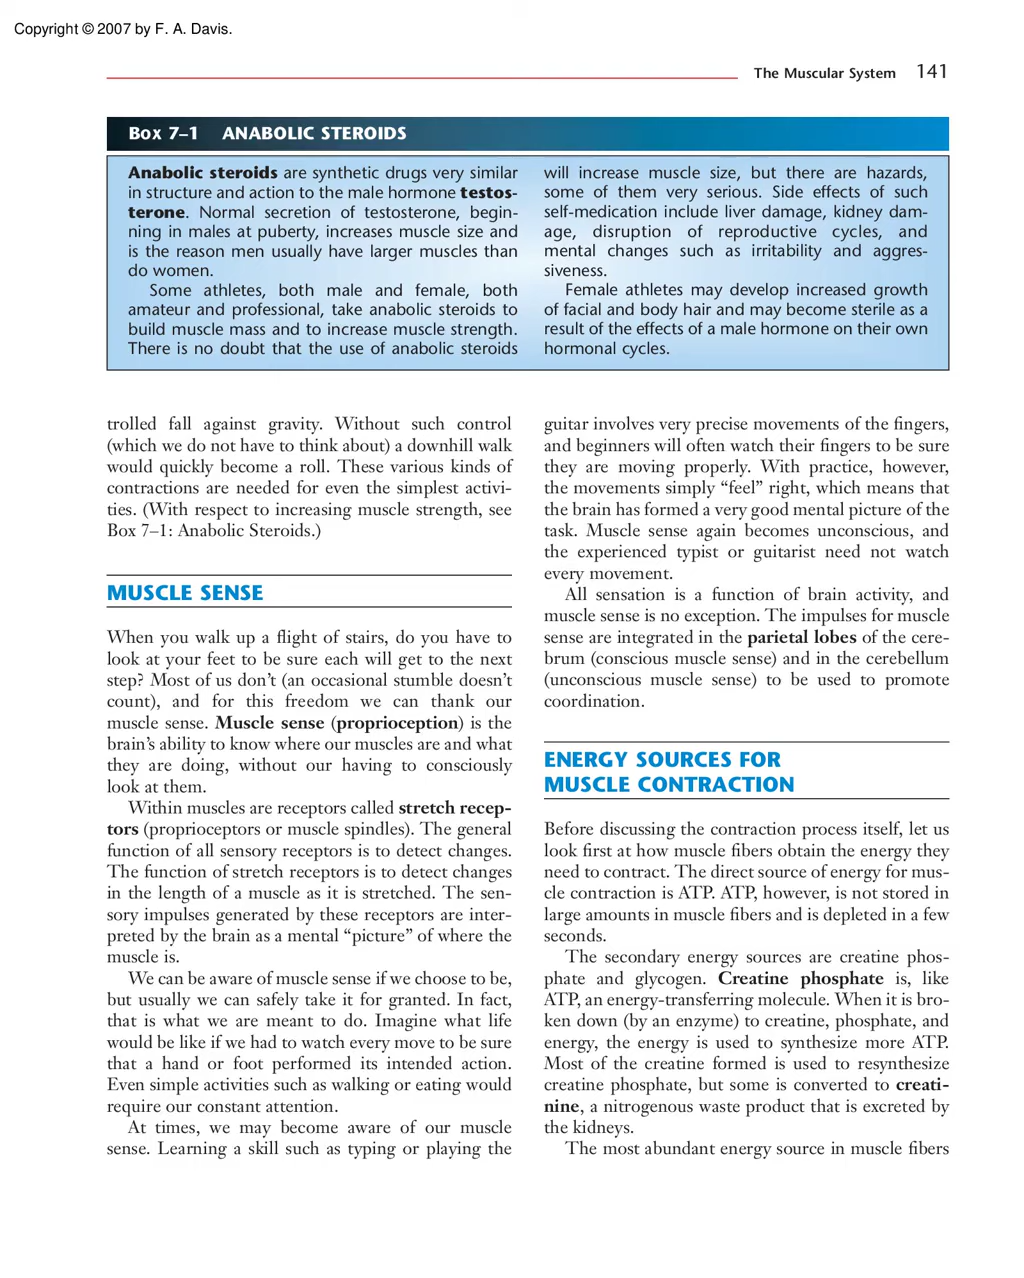 Copyright © 2007 by F. A. Davis.
The Muscular System 141
Box 7–1 ANABOLIC STEROIDS
Anabolic steroids are synthetic drugs very similar
in structure and action to the male hormone testos-
terone. Normal secretion of testosterone, begin-
ning in males at puberty, increases muscle size and
is the reason men usually have larger muscles than
do women.
Some athletes, both male and female, both
amateur and professional, take anabolic steroids to
build muscle mass and to increase muscle strength.
There is no doubt that the use of anabolic steroids
will increase muscle size, but there are hazards,
some of them very serious. Side effects of such
self-medication include liver damage, kidney dam-
age, disruption of reproductive cycles, and
mental changes such as irritability and aggres-
siveness.
Female athletes may develop increased growth
of facial and body hair and may become sterile as a
result of the effects of a male hormone on their own
hormonal cycles.
trolled fall against gravity. Without such control
(which we do not have to think about) a downhill walk
would quickly become a roll. These various kinds of
contractions are needed for even the simplest activi-
ties. (With respect to increasing muscle strength, see
Box 7–1: Anabolic Steroids.)
MUSCLE SENSE
When you walk up a flight of stairs, do you have to
look at your feet to be sure each will get to the next
step? Most of us don’t (an occasional stumble doesn’t
count), and for this freedom we can thank our
muscle sense. Muscle sense (proprioception) is the
brain’s ability to know where our muscles are and what
they are doing, without our having to consciously
look at them.
Within muscles are receptors called stretch recep-
tors (proprioceptors or muscle spindles). The general
function of all sensory receptors is to detect changes.
The function of stretch receptors is to detect changes
in the length of a muscle as it is stretched. The sen-
sory impulses generated by these receptors are inter-
preted by the brain as a mental “picture” of where the
muscle is.
We can be aware of muscle sense if we choose to be,
but usually we can safely take it for granted. In fact,
that is what we are meant to do. Imagine what life
would be like if we had to watch every move to be sure
that a hand or foot performed its intended action.
Even simple activities such as walking or eating would
require our constant attention.
At times, we may become aware of our muscle
sense. Learning a skill such as typing or playing the
guitar involves very precise movements of the fingers,
and beginners will often watch their fingers to be sure
they are moving properly. With practice, however,
the movements simply “feel” right, which means that
the brain has formed a very good mental picture of the
task. Muscle sense again becomes unconscious, and
the experienced typist or guitarist need not watch
every movement.
All sensation is a function of brain activity, and
muscle sense is no exception. The impulses for muscle
sense are integrated in the parietal lobes of the cere-
brum (conscious muscle sense) and in the cerebellum
(unconscious muscle sense) to be used to promote
coordination.
ENERGY SOURCES FOR
MUSCLE CONTRACTION
Before discussing the contraction process itself, let us
look first at how muscle fibers obtain the energy they
need to contract. The direct source of energy for mus-
cle contraction is ATP. ATP, however, is not stored in
large amounts in muscle fibers and is depleted in a few
seconds.
The secondary energy sources are creatine phos-
phate and glycogen. Creatine phosphate is, like
ATP, an energy-transferring molecule. When it is bro-
ken down (by an enzyme) to creatine, phosphate, and
energy, the energy is used to synthesize more ATP.
Most of the creatine formed is used to resynthesize
creatine phosphate, but some is converted to creati-
nine, a nitrogenous waste product that is excreted by
the kidneys.
The most abundant energy source in muscle fibers